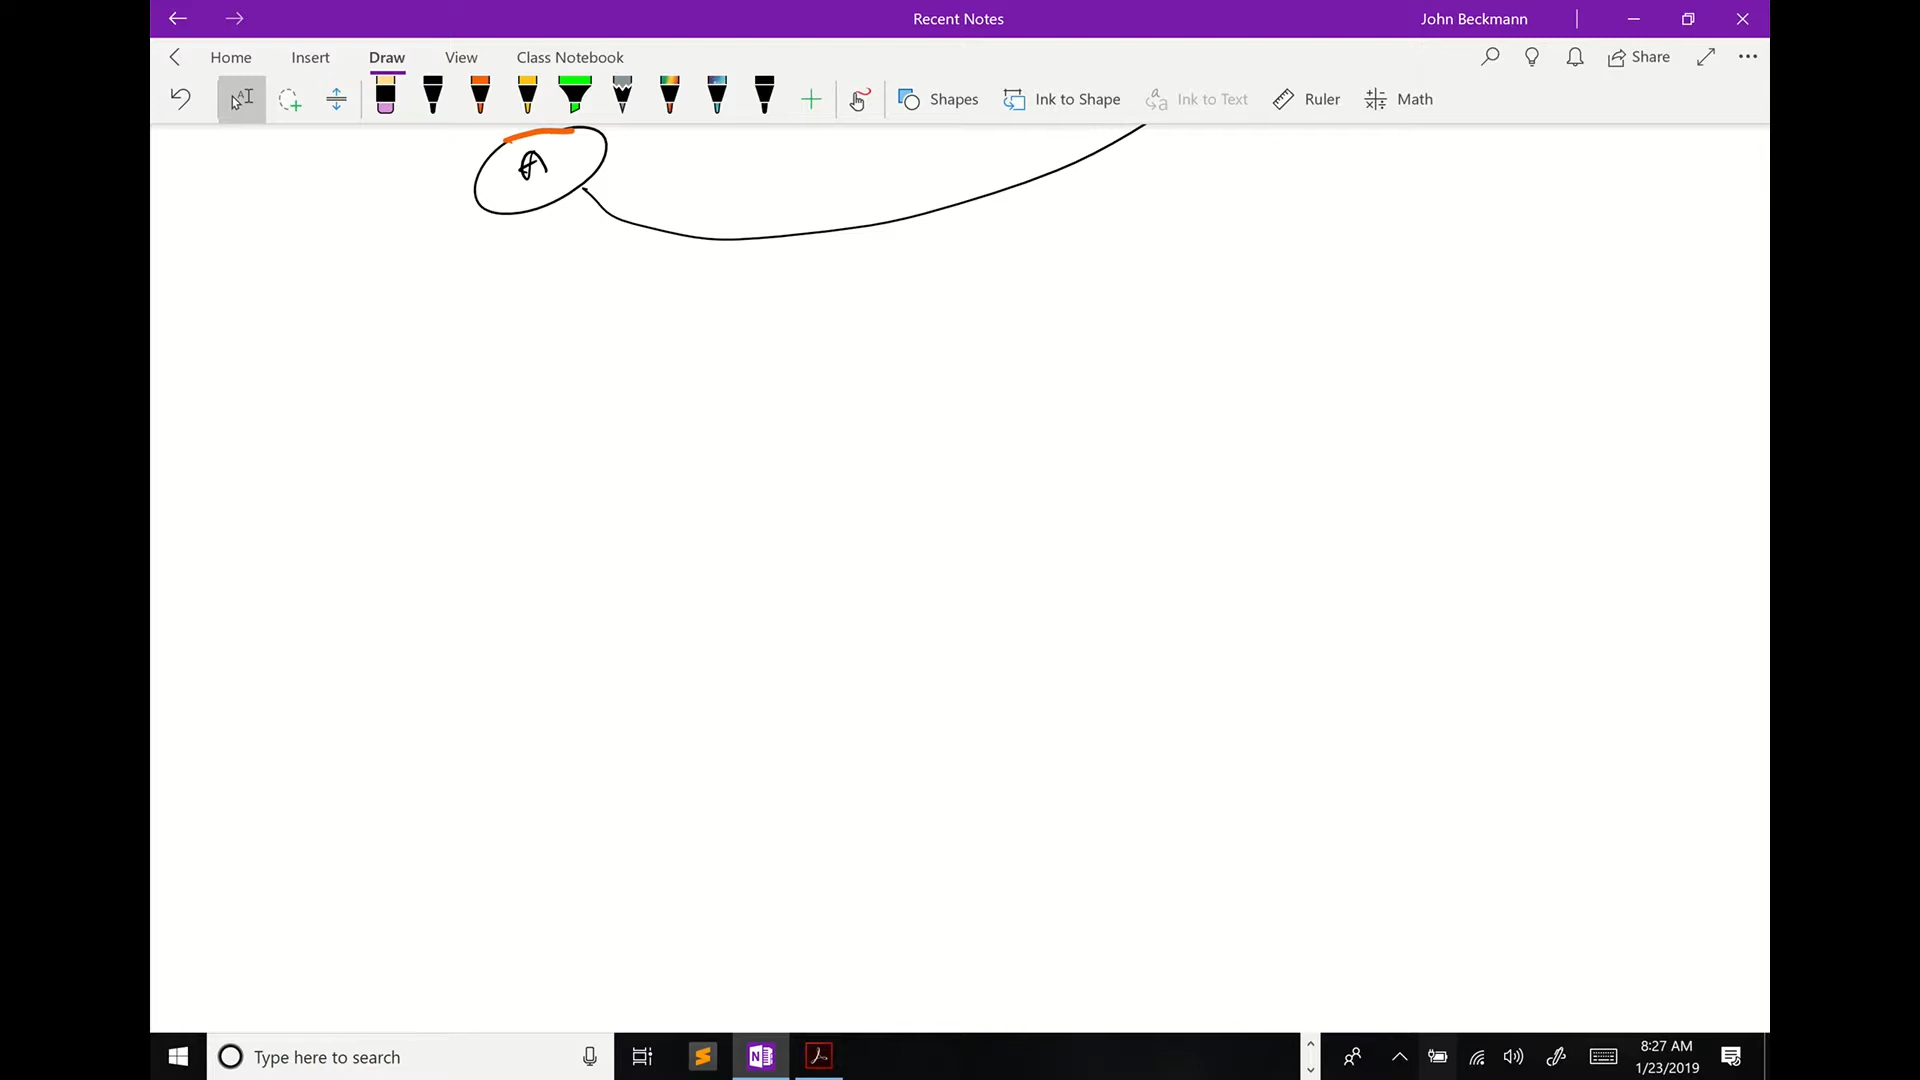 Recent Notes John Beckmann
Home Insert Draw View Class Notebook Share
Shapes Ink to Shape Ink to Text Ruler Math
A
Type here to search
8:27 AM
1/23/2019